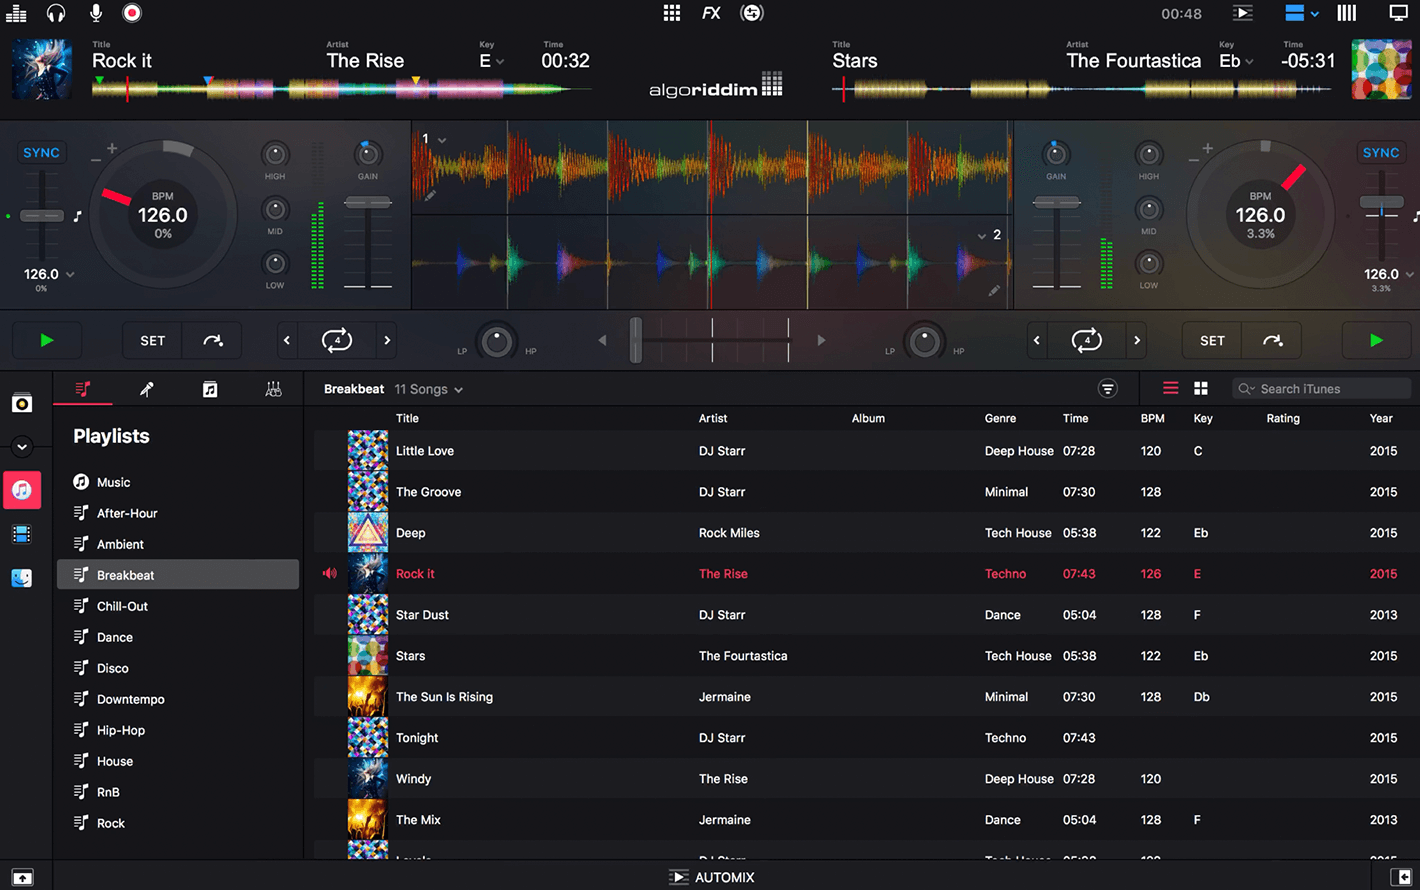 FX
00:48
Title Artist Key Time
Rock it The Rise E 00:32
Title Artist Key Time
Stars The Fourtastica Eb -05:31
algoriddim
SYNC
BPM
126.0
0%
126.0
0%
HIGH
MID
LOW
GAIN
1
2
GAIN
HIGH
MID
LOW
BPM
126.0
3.3%
SYNC
126.0
3.3%
SET
4
LP HP
LP HP
4
SET
Breakbeat 11 Songs
Search iTunes
Playlists
Music
After-Hour
Ambient
Breakbeat
Chill-Out
Dance
Disco
Downtempo
Hip-Hop
House
RnB
Rock
Title Artist Album Genre Time BPM Key Rating Year
Little Love DJ Starr Deep House 07:28 120 C 2015
The Groove DJ Starr Minimal 07:30 128 2015
Deep Rock Miles Tech House 05:38 122 Eb 2015
Rock it The Rise Techno 07:43 126 E 2015
Star Dust DJ Starr Dance 05:04 128 F 2013
Stars The Fourtastica Tech House 05:38 122 Eb 2015
The Sun Is Rising Jermaine Minimal 07:30 128 Db 2015
Tonight DJ Starr Techno 07:43 2015
Windy The Rise Deep House 07:28 120 2015
The Mix Jermaine Dance 05:04 128 F 2013
AUTOMIX